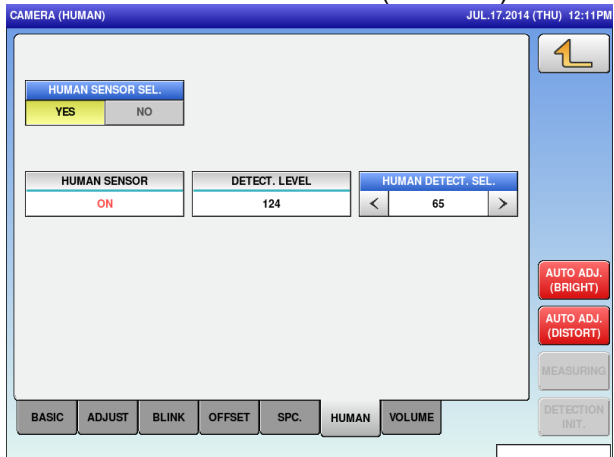 CAMERA (HUMAN) JUL.17.2014 (THU) 12:11PM
HUMAN SENSOR SEL.
YES NO
HUMAN SENSOR DETECT. LEVEL HUMAN DETECT. SEL.
ON 124 < 65 >
AUTO ADJ.
(BRIGHT)
AUTO ADJ.
(DISTORT)
MEASURING
DETECTION
INIT.
BASIC ADJUST BLINK OFFSET SPC. HUMAN VOLUME